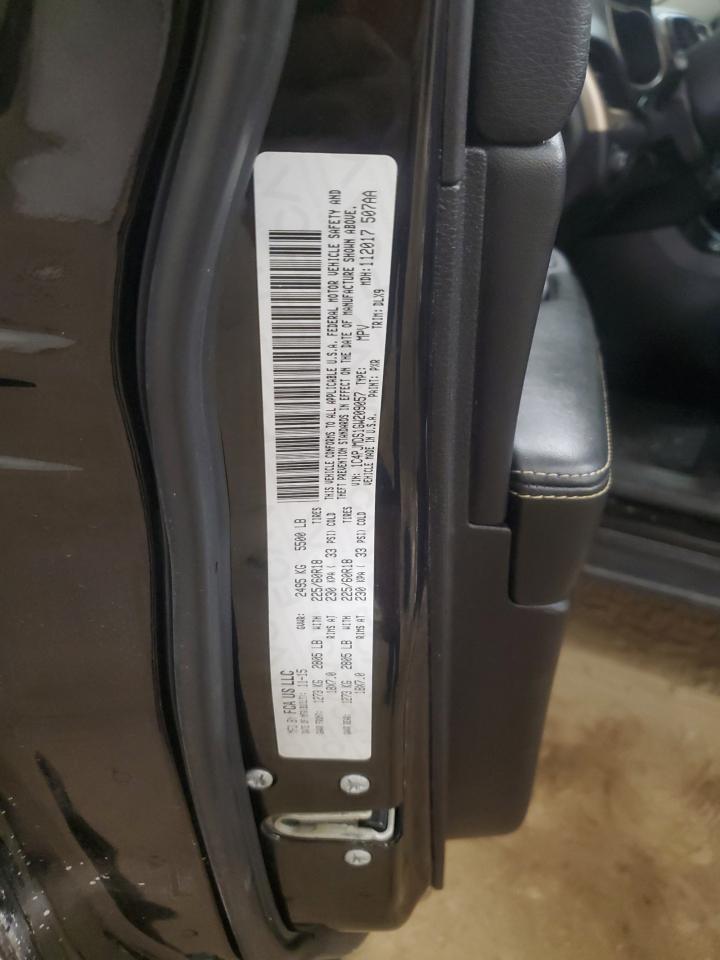 MFD BY FCA US LLC
DATE OF MFR: 11-15 GVWR: 2495 KG 5500 LB
GAWR FRONT: 1273 KG 2805 LB WITH 225/60R18 TIRES
18X7.0 RIMS AT 230 KPA ( 33 PSI) COLD
GAWR REAR: 1273 KG 2805 LB WITH 225/60R18 TIRES
18X7.0 RIMS AT 230 KPA ( 33 PSI) COLD
THIS VEHICLE CONFORMS TO ALL APPLICABLE U.S.A. FEDERAL MOTOR VEHICLE SAFETY AND
THEFT PREVENTION STANDARDS IN EFFECT ON THE DATE OF MANUFACTURE SHOWN ABOVE.
VIN: 1C4PJMDS1GW209057 TYPE: MPV MDH: 112017 507AA
VEHICLE MADE IN U.S.A. PAINT: PXR TRIM: DLX9